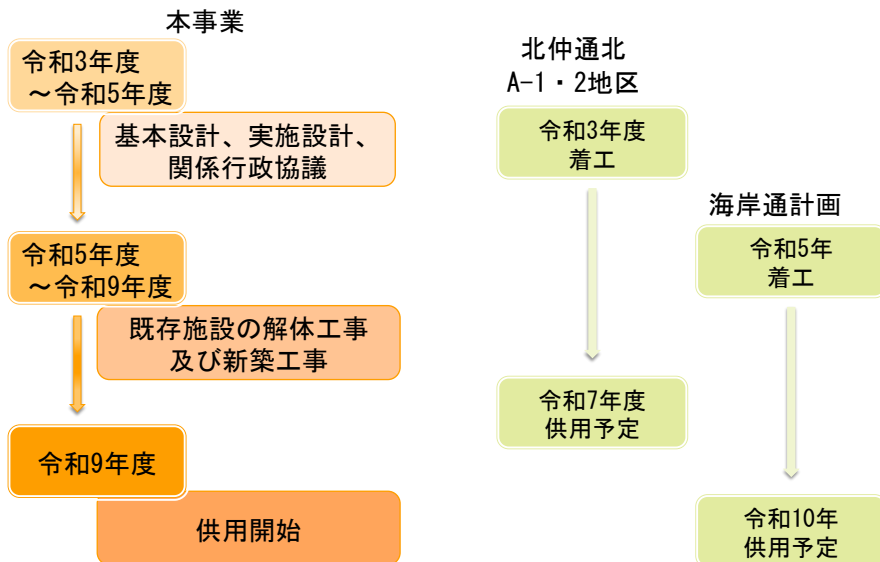 本事業
令和3年度
～令和5年度
基本設計、実施設計、
関係行政協議
令和5年度
～令和9年度
既存施設の解体工事
及び新築工事
令和9年度
供用開始
北仲通北
A-1・2地区
令和3年度
着工
令和7年度
供用予定
海岸通計画
令和5年
着工
令和10年
供用予定